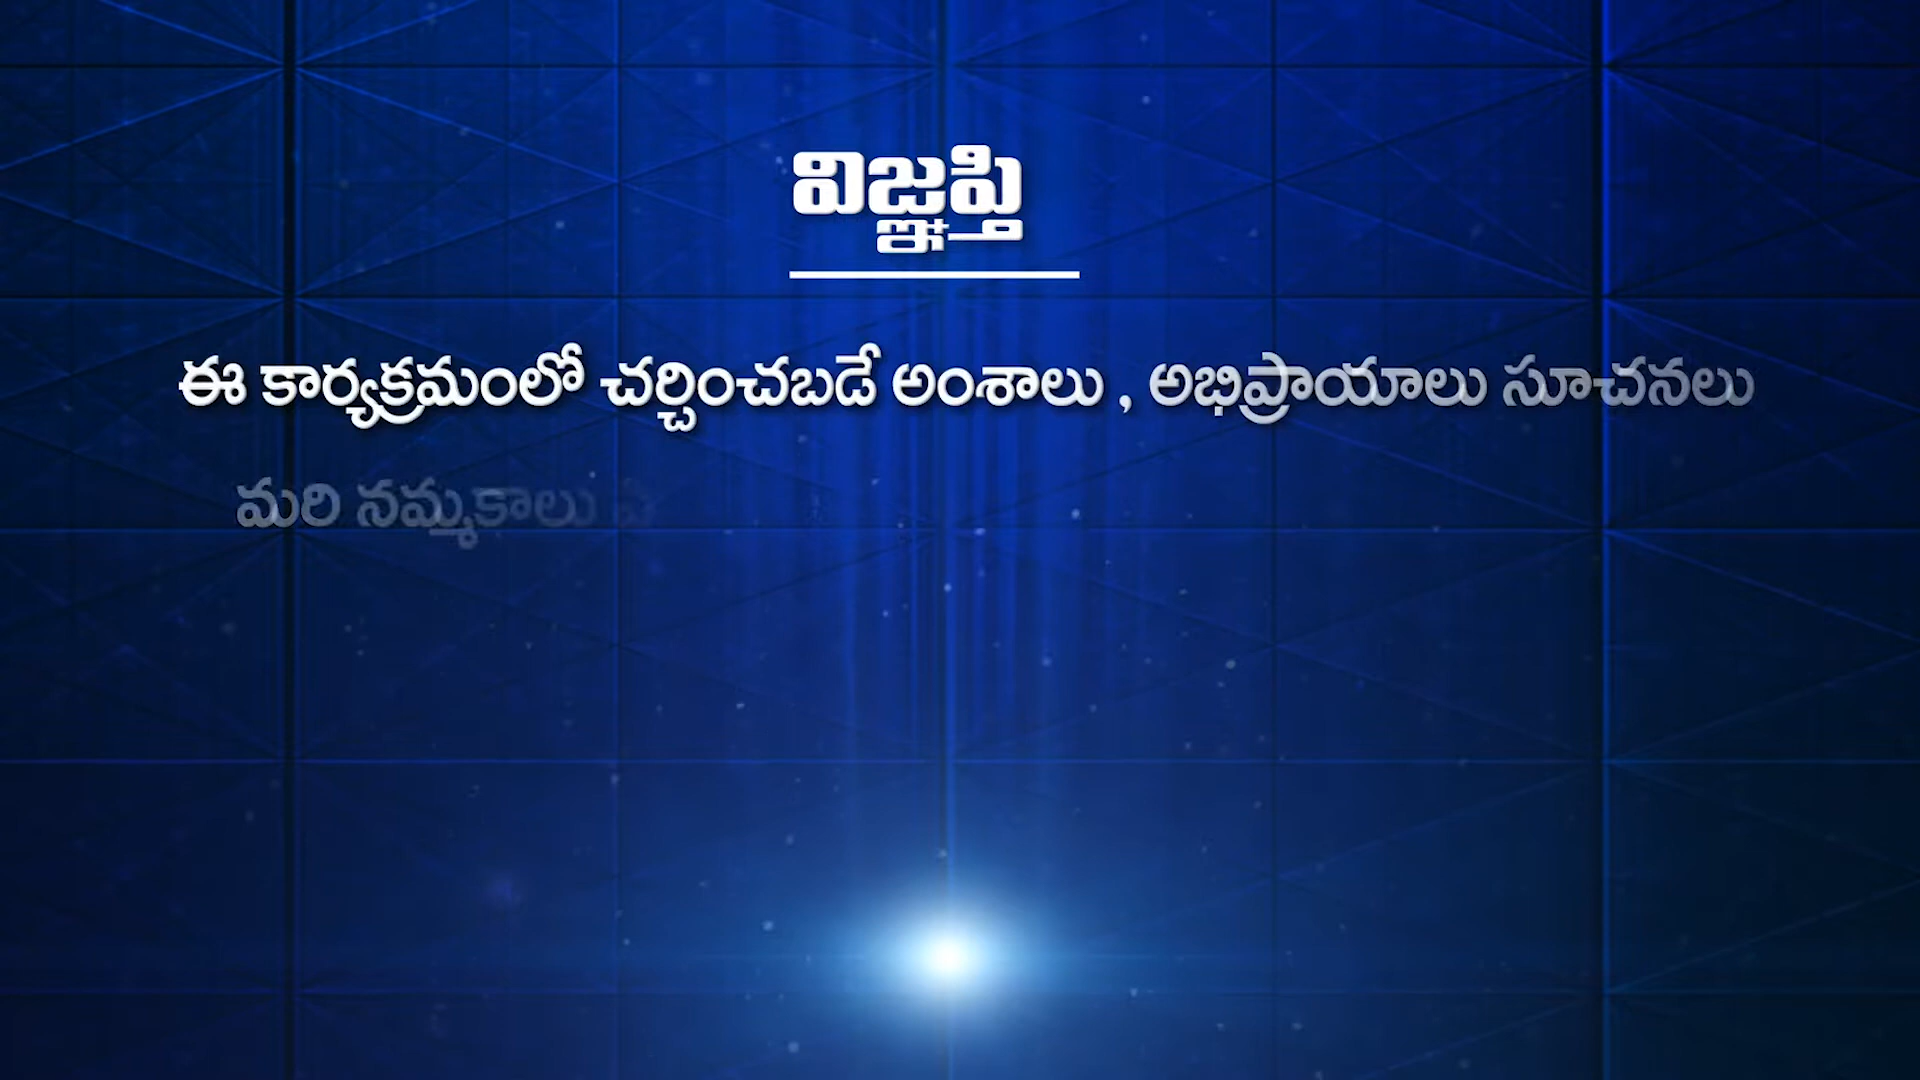 విజ్ఞప్తి
ఈ కార్యక్రమంలో చర్చించబడే అంశాలు , అభిప్రాయాలు సూచనలు
మరి నమ్మకాలు